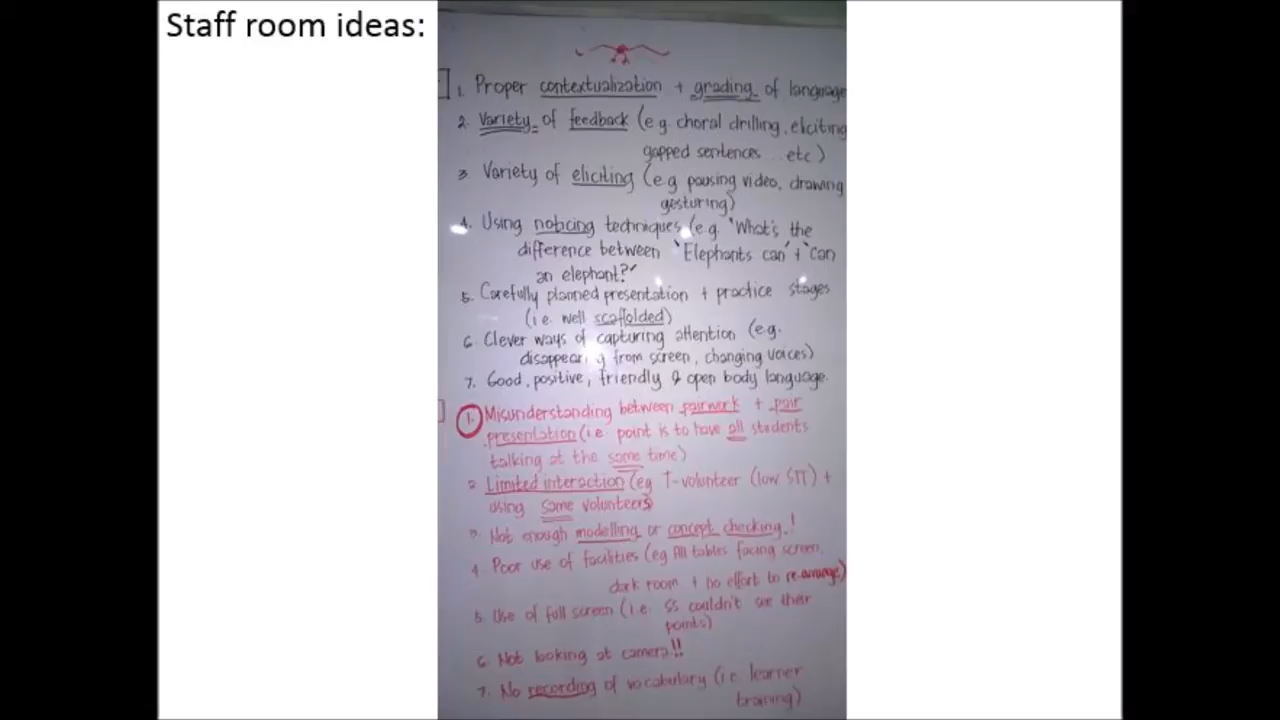 Staff room ideas:
1. Proper contextualization + grading of language
2. Variety of feedback (e.g. choral drilling, eliciting
gapped sentences... etc)
3 Variety of eliciting (e.g. pausing video, drawing
gesturing)
4. Using noticing techniques (e.g. "What's the
difference between 'Elephants can' + 'Can
an elephant?'"
5. Carefully planned presentation + practice stages
(i.e. well scaffolded)
6 Clever ways of capturing attention (e.g.
disappearing from screen, changing voices)
7. Good, positive, friendly & open body language.
1. Misunderstanding between pairwork + pair
presentation (i.e. point is to have all students
talking at the same time)
2 Limited interaction (eg T-volunteer (low STT) +
using same volunteers)
3. Not enough modelling or concept checking!
4. Poor use of facilities (eg All tables facing screen,
dark room + no effort to re-arrange)
5. Use of full screen (i.e. SS couldn't see their
points)
6 Not looking at camera!!
7. No recording of vocabulary (i.e. learner
training)